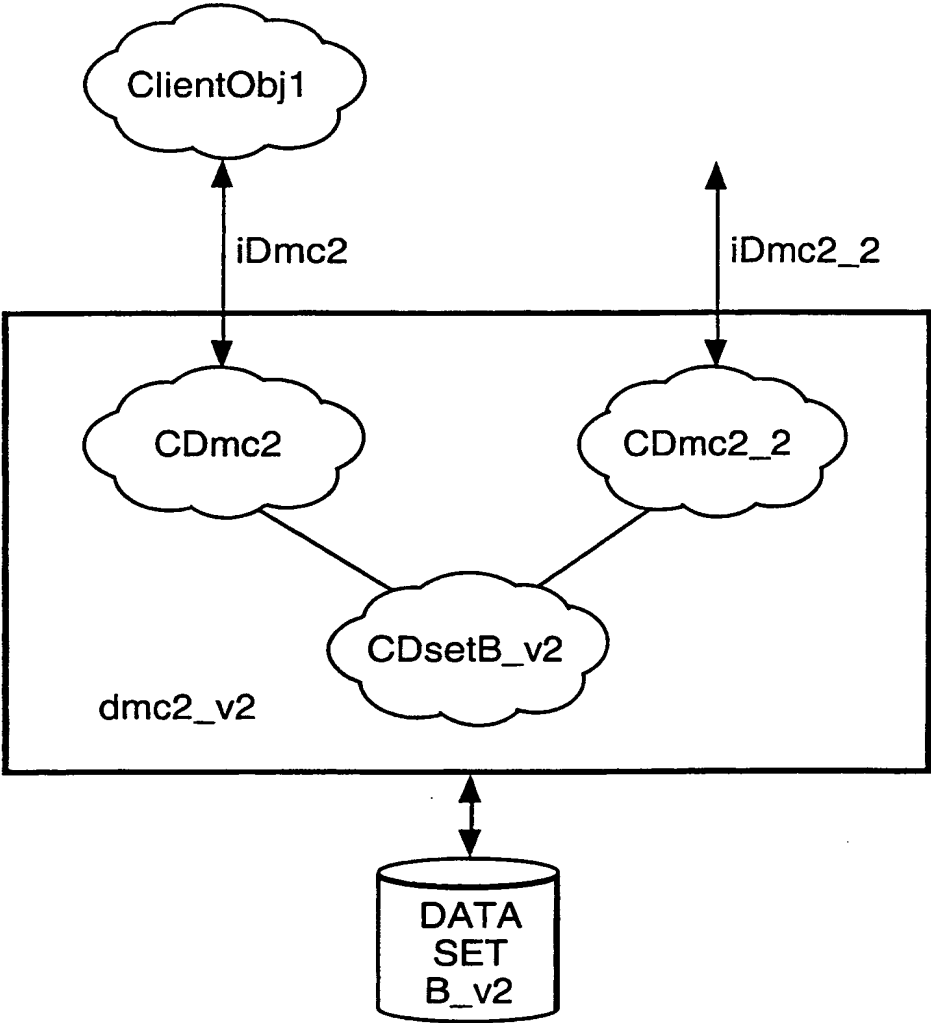 ClientObj1
iDmc2
iDmc2_2
CDmc2
CDmc2_2
CDsetB_v2
dmc2_v2
DATA
SET
B_v2